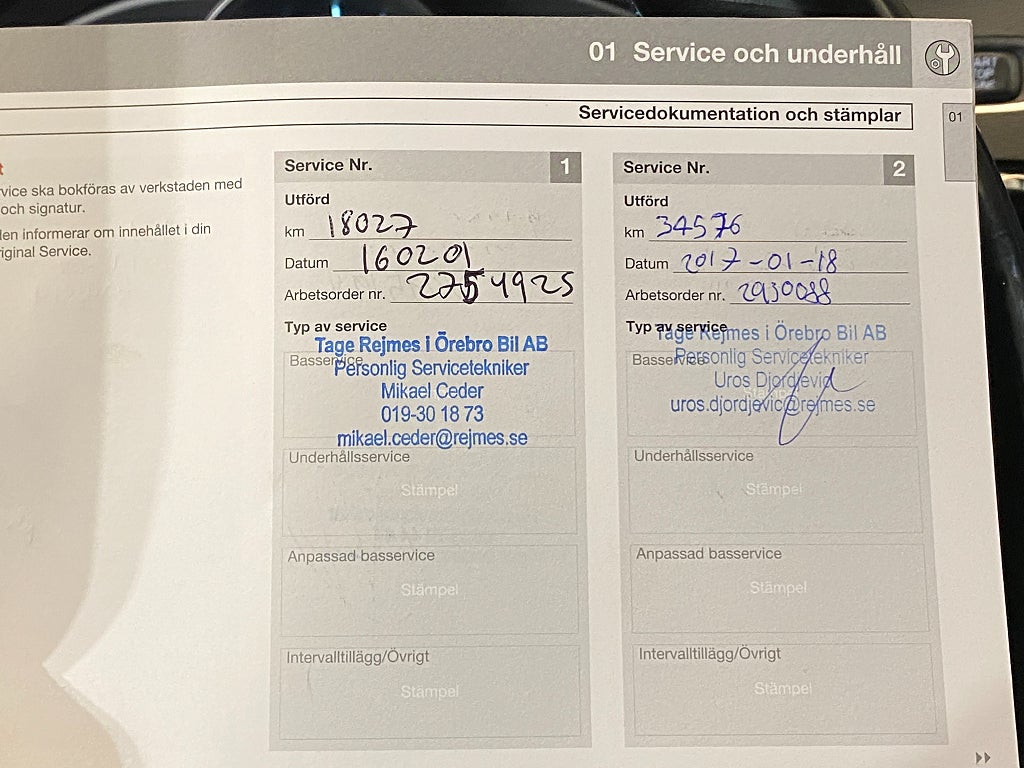 01 Service och underhåll
Servicedokumentation och stämplar
01
vice ska bokföras av verkstaden med
och signatur.
len informerar om innehållet i din
iginal Service.
Service Nr. 1
Utförd
km 18027
Datum 160201
Arbetsorder nr. 2754925
Typ av service
Tage Rejmes i Örebro Bil AB
Basservice
Personlig Servicetekniker
Mikael Ceder
019-30 18 73
mikael.ceder@rejmes.se
Underhållsservice
Stämpel
Anpassad basservice
Stämpel
Intervalltillägg/Övrigt
Stämpel
Service Nr. 2
Utförd
km 34576
Datum 2017-01-18
Arbetsorder nr. 2930088
Typ av service
Tage Rejmes i Örebro Bil AB
Basservice
Personlig Servicetekniker
Uros Djordjevic
uros.djordjevic@rejmes.se
Underhållsservice
Stämpel
Anpassad basservice
Stämpel
Intervalltillägg/Övrigt
Stämpel